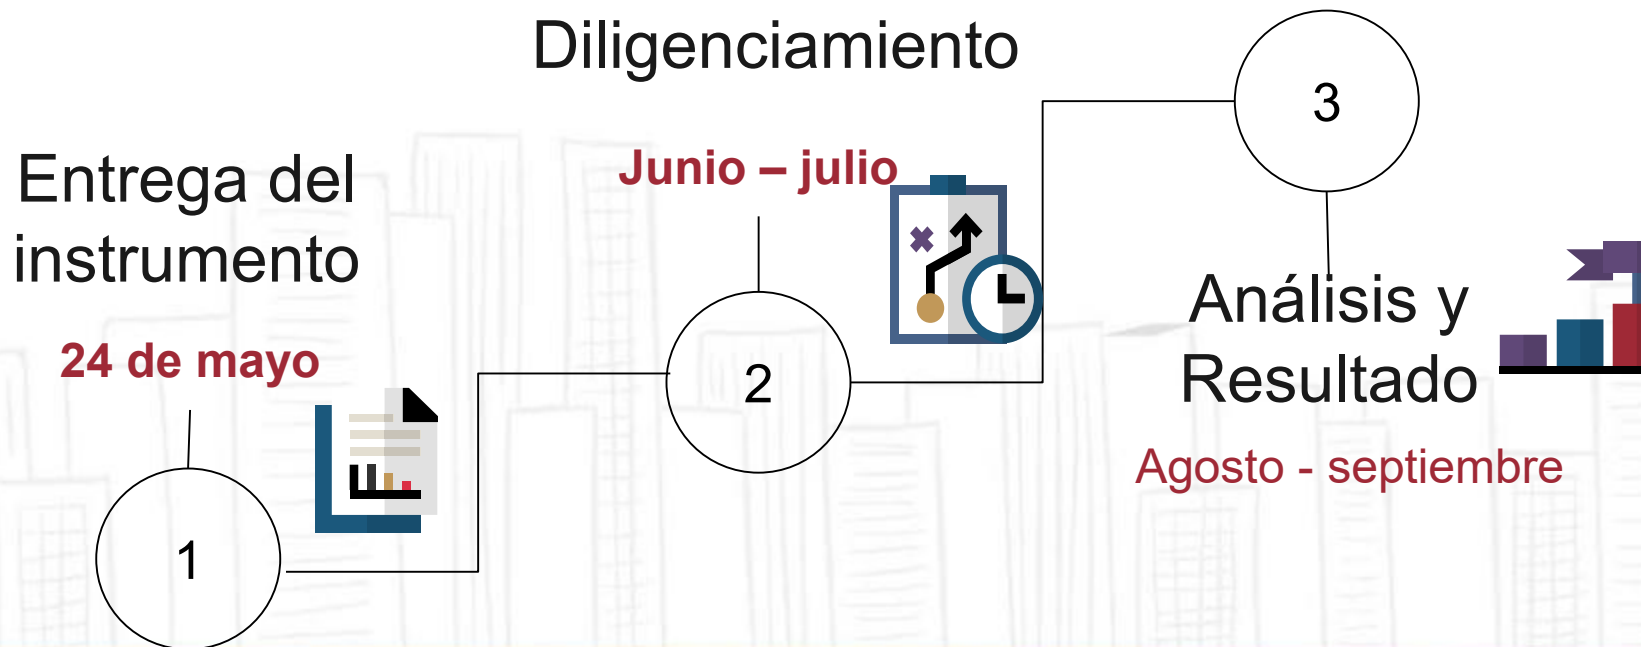 Entrega del
instrumento
24 de mayo
1
Diligenciamiento
Junio – julio
2
3
Análisis y
Resultado
Agosto - septiembre